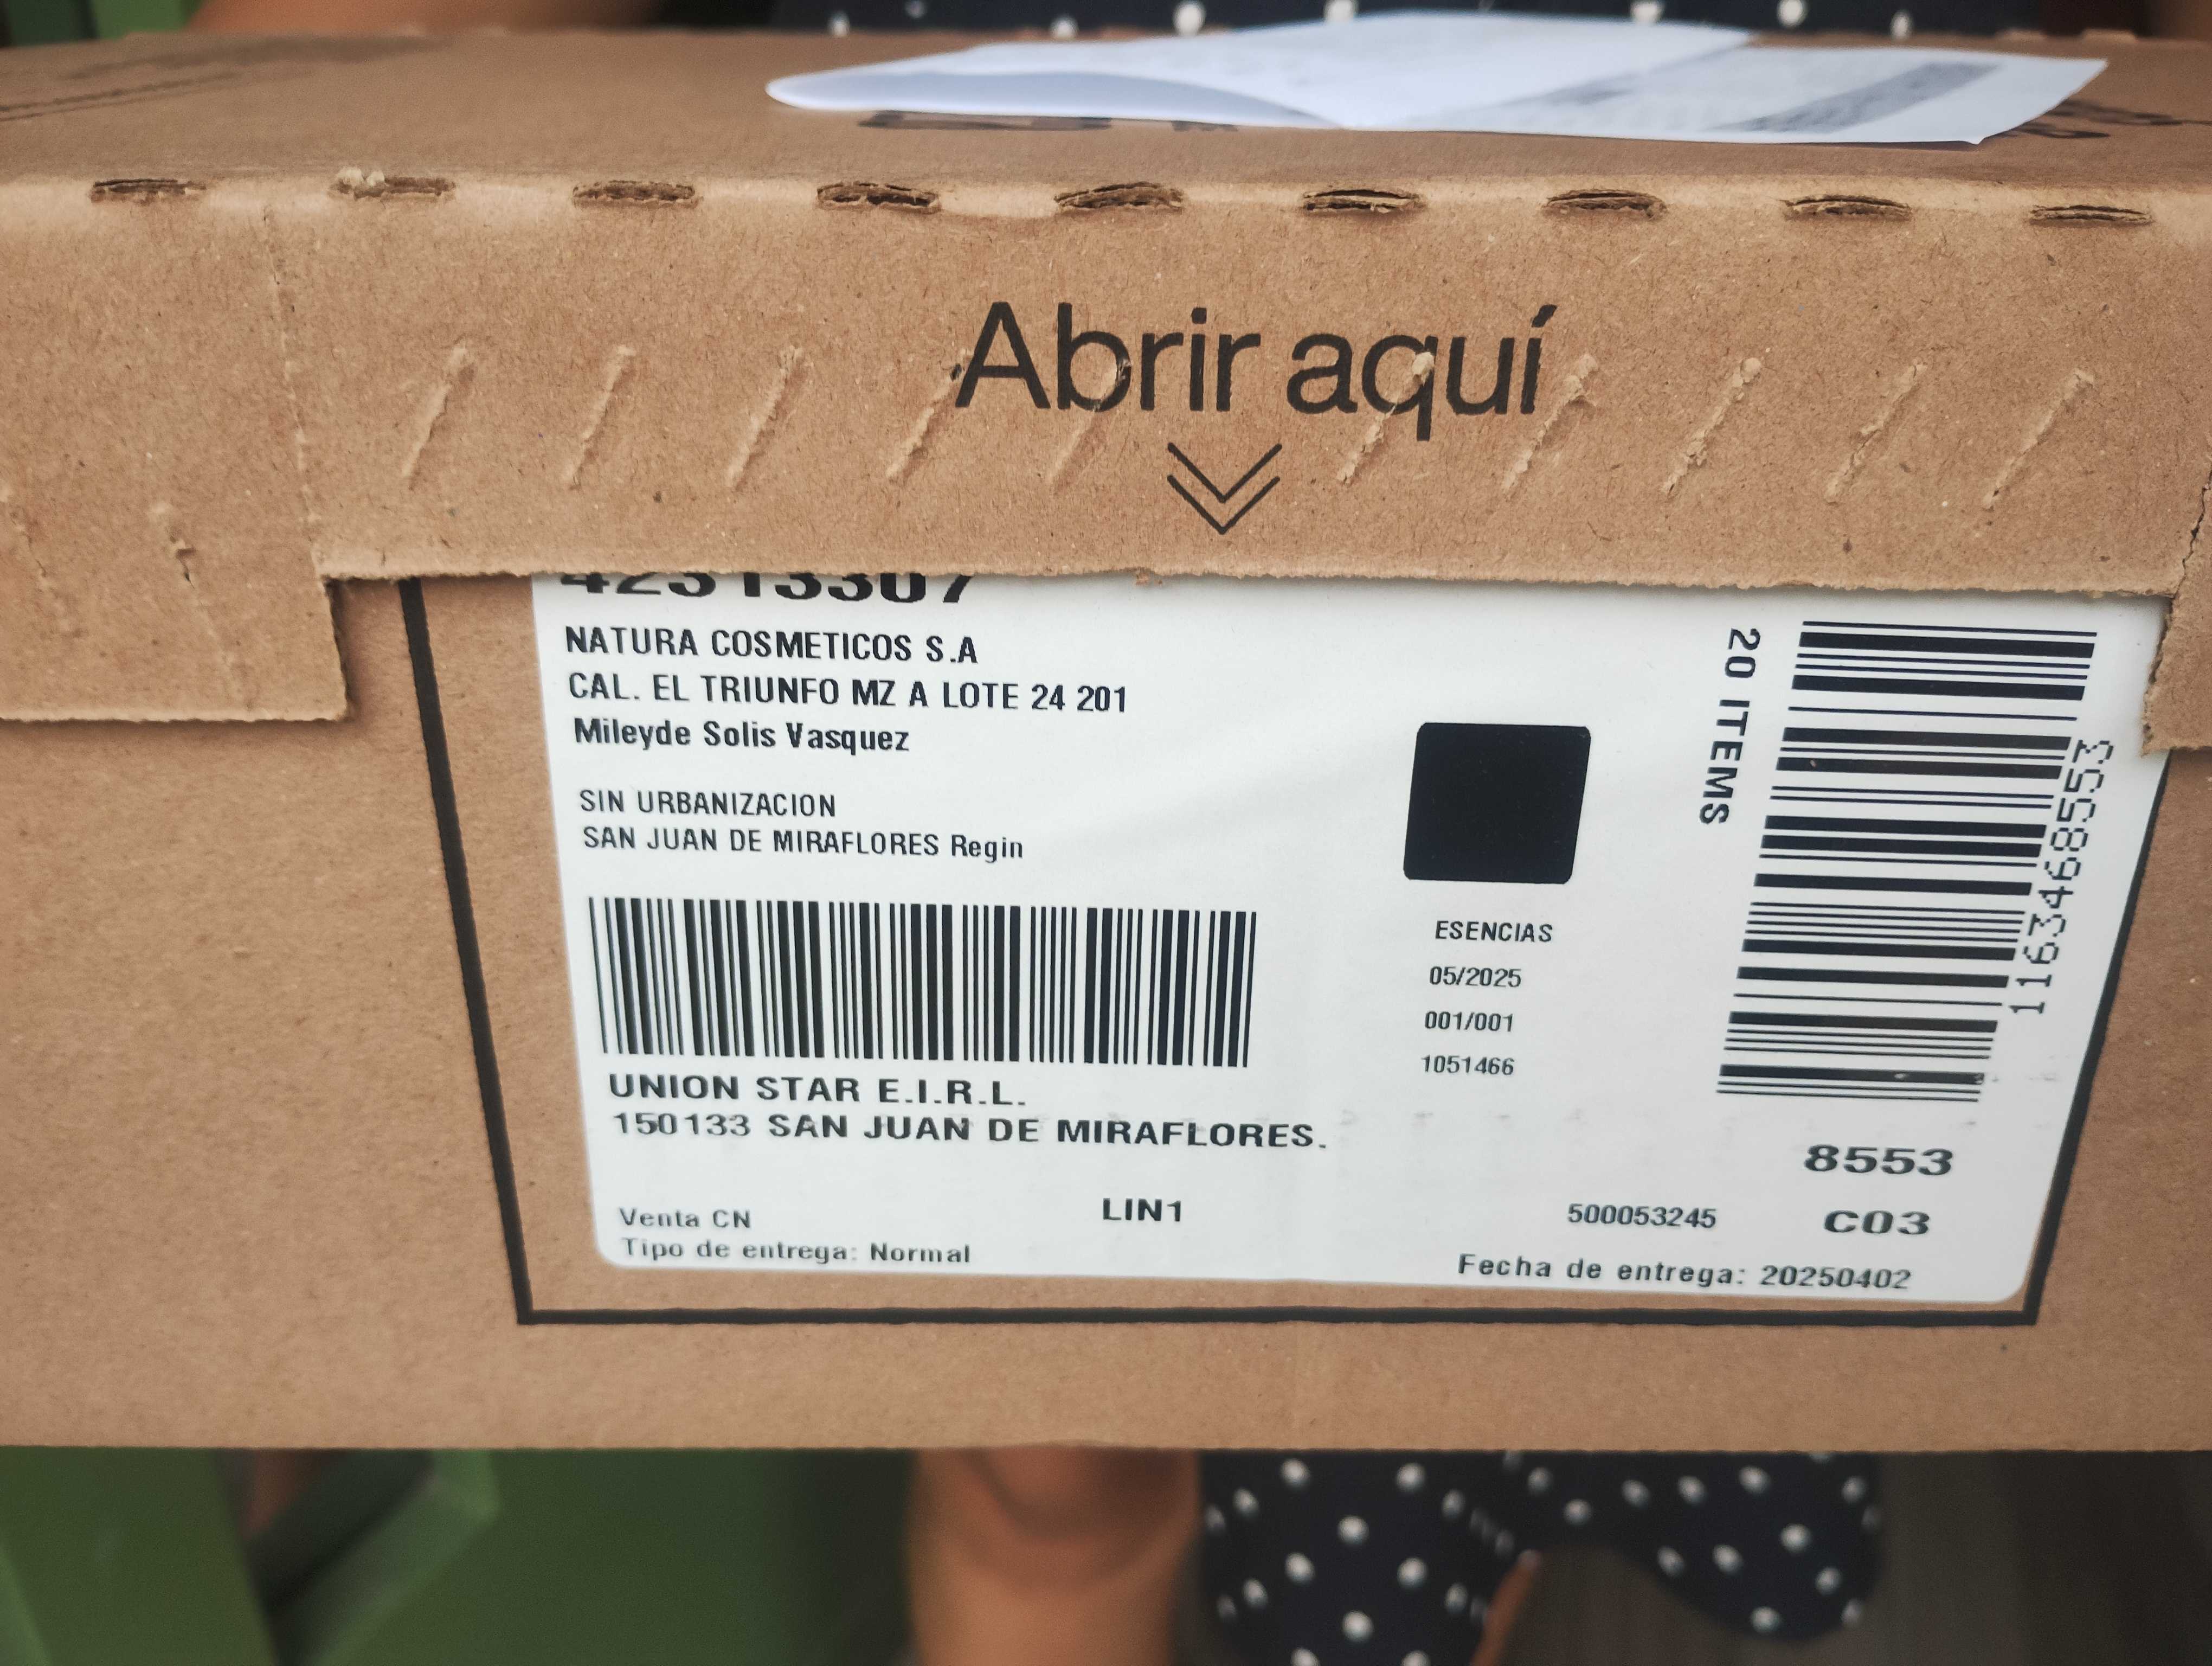 Abrir aquí
42313307
NATURA COSMETICOS S.A
CAL. EL TRIUNFO MZ A LOTE 24 201
Mileyde Solis Vasquez
SIN URBANIZACION
SAN JUAN DE MIRAFLORES Regin
UNION STAR E.I.R.L.
150133 SAN JUAN DE MIRAFLORES.
Venta CN
Tipo de entrega: Normal
LIN1
ESENCIAS
05/2025
001/001
1051466
20 ITEMS
1163468553
8553
500053245
C03
Fecha de entrega: 20250402